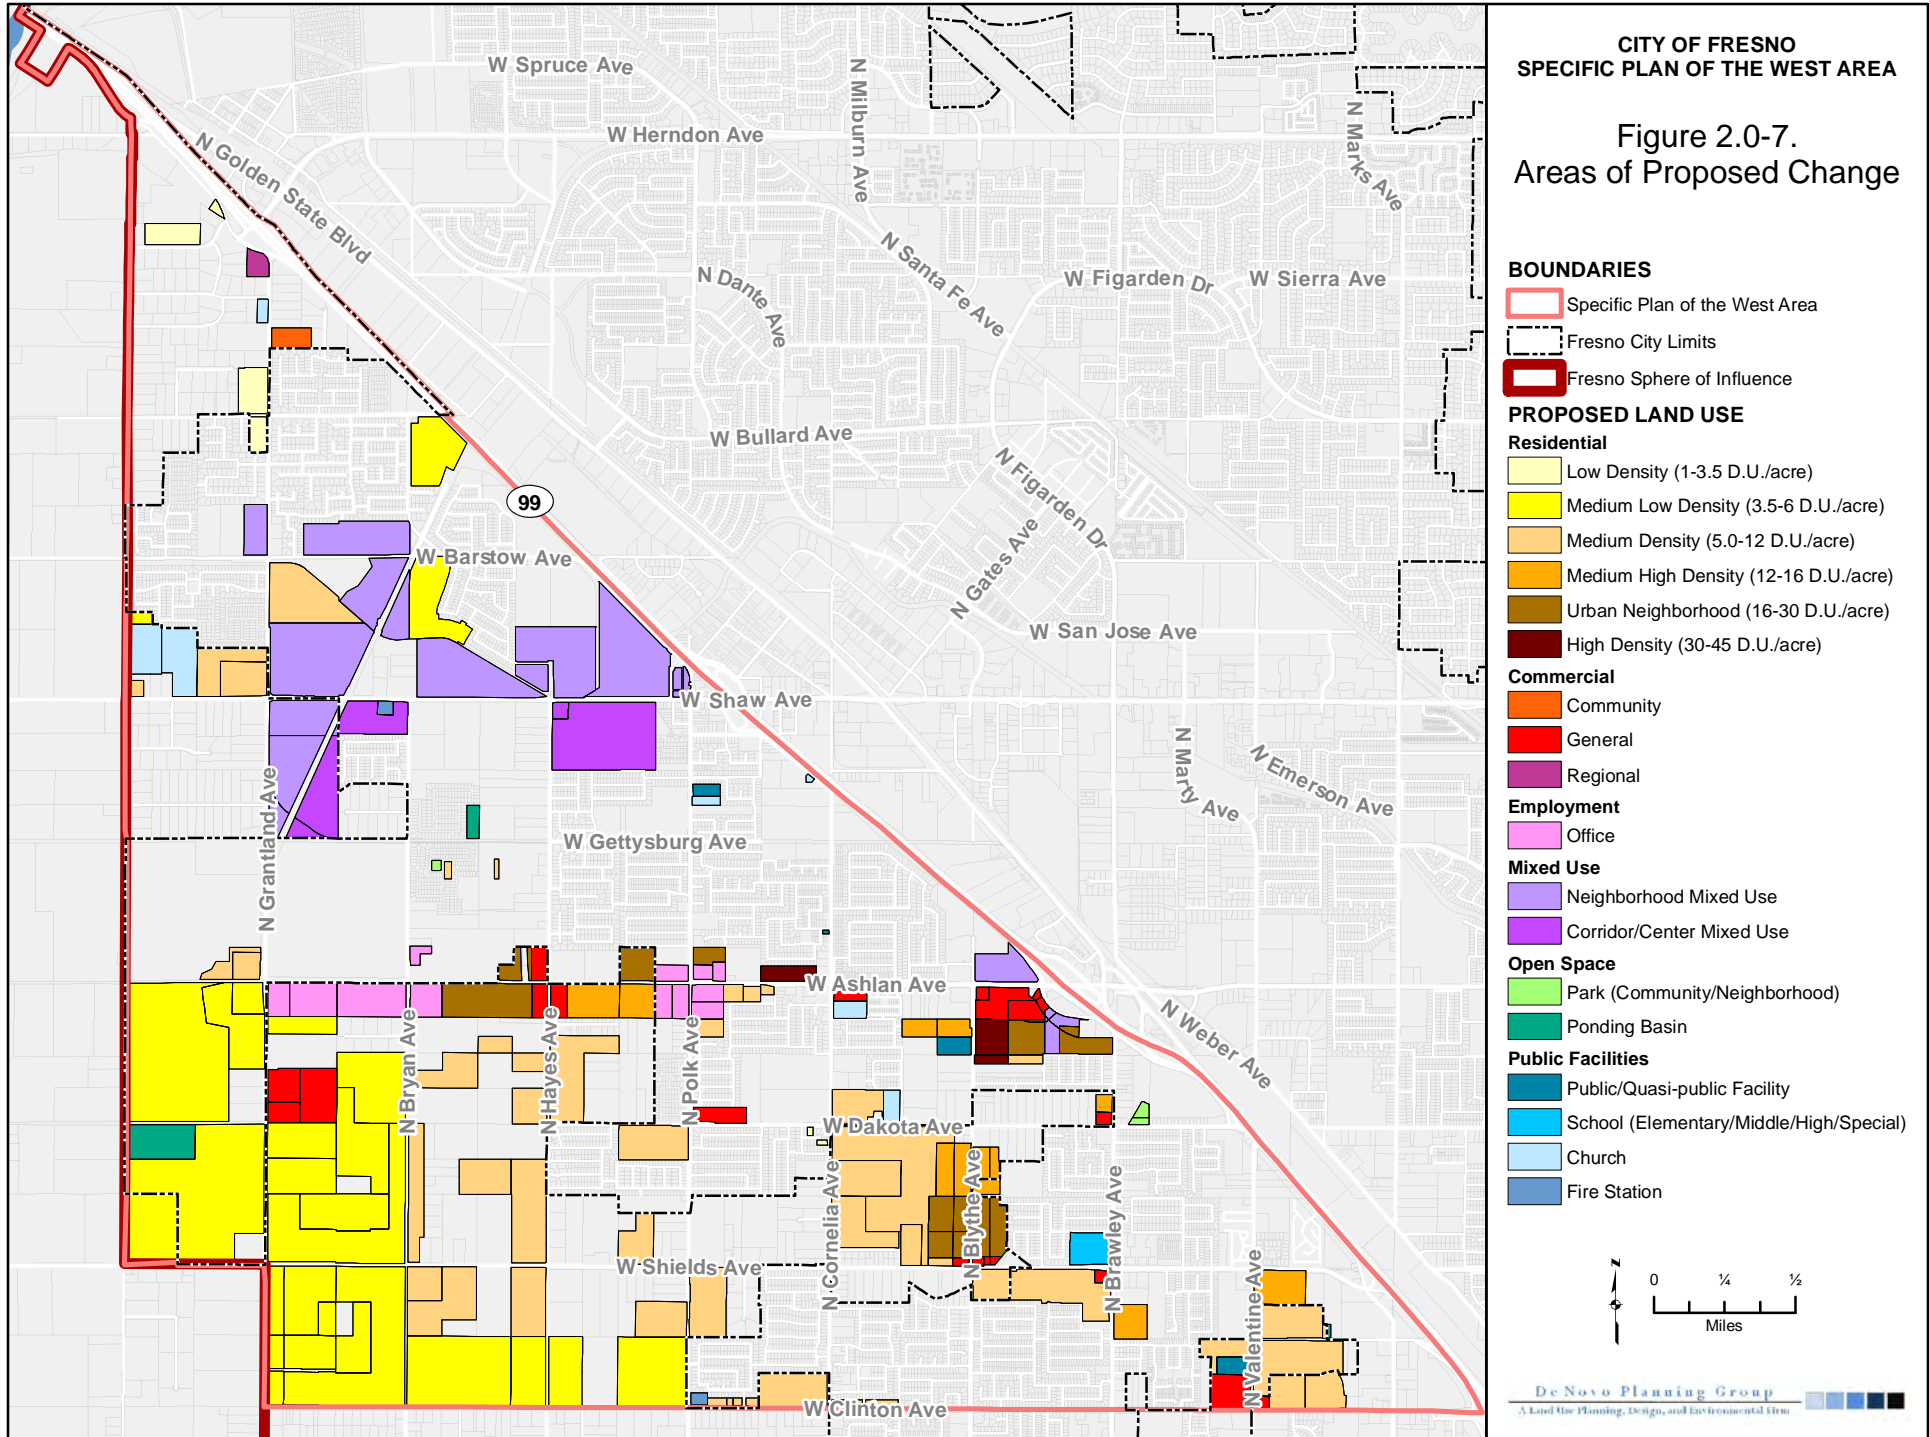 CITY OF FRESNO
SPECIFIC PLAN OF THE WEST AREA
Figure 2.0-7.
Areas of Proposed Change
BOUNDARIES
Specific Plan of the West Area
Fresno City Limits
Fresno Sphere of Influence
PROPOSED LAND USE
Residential
Low Density (1-3.5 D.U./acre)
Medium Low Density (3.5-6 D.U./acre)
Medium Density (5.0-12 D.U./acre)
Medium High Density (12-16 D.U./acre)
Urban Neighborhood (16-30 D.U./acre)
High Density (30-45 D.U./acre)
Commercial
Community
General
Regional
Employment
Office
Mixed Use
Neighborhood Mixed Use
Corridor/Center Mixed Use
Open Space
Park (Community/Neighborhood)
Ponding Basin
Public Facilities
Public/Quasi-public Facility
School (Elementary/Middle/High/Special)
Church
Fire Station
N
0 ¼ ½
Miles
De Novo Planning Group
A Land Use Planning, Design, and Environmental Firm
W Spruce Ave
W Herndon Ave
N Milburn Ave
N Marks Ave
N Golden State Blvd
N Santa Fe Ave
N Dante Ave
W Figarden Dr
W Sierra Ave
W Bullard Ave
N Figarden Dr
99
W Barstow Ave
N Gates Ave
W San Jose Ave
W Shaw Ave
N Marty Ave
N Emerson Ave
N Grantland Ave
W Gettysburg Ave
W Ashlan Ave
N Weber Ave
N Bryan Ave
N Hayes Ave
N Polk Ave
W Dakota Ave
N Cornelia Ave
N Blythe Ave
N Brawley Ave
W Shields Ave
N Valentine Ave
W Clinton Ave